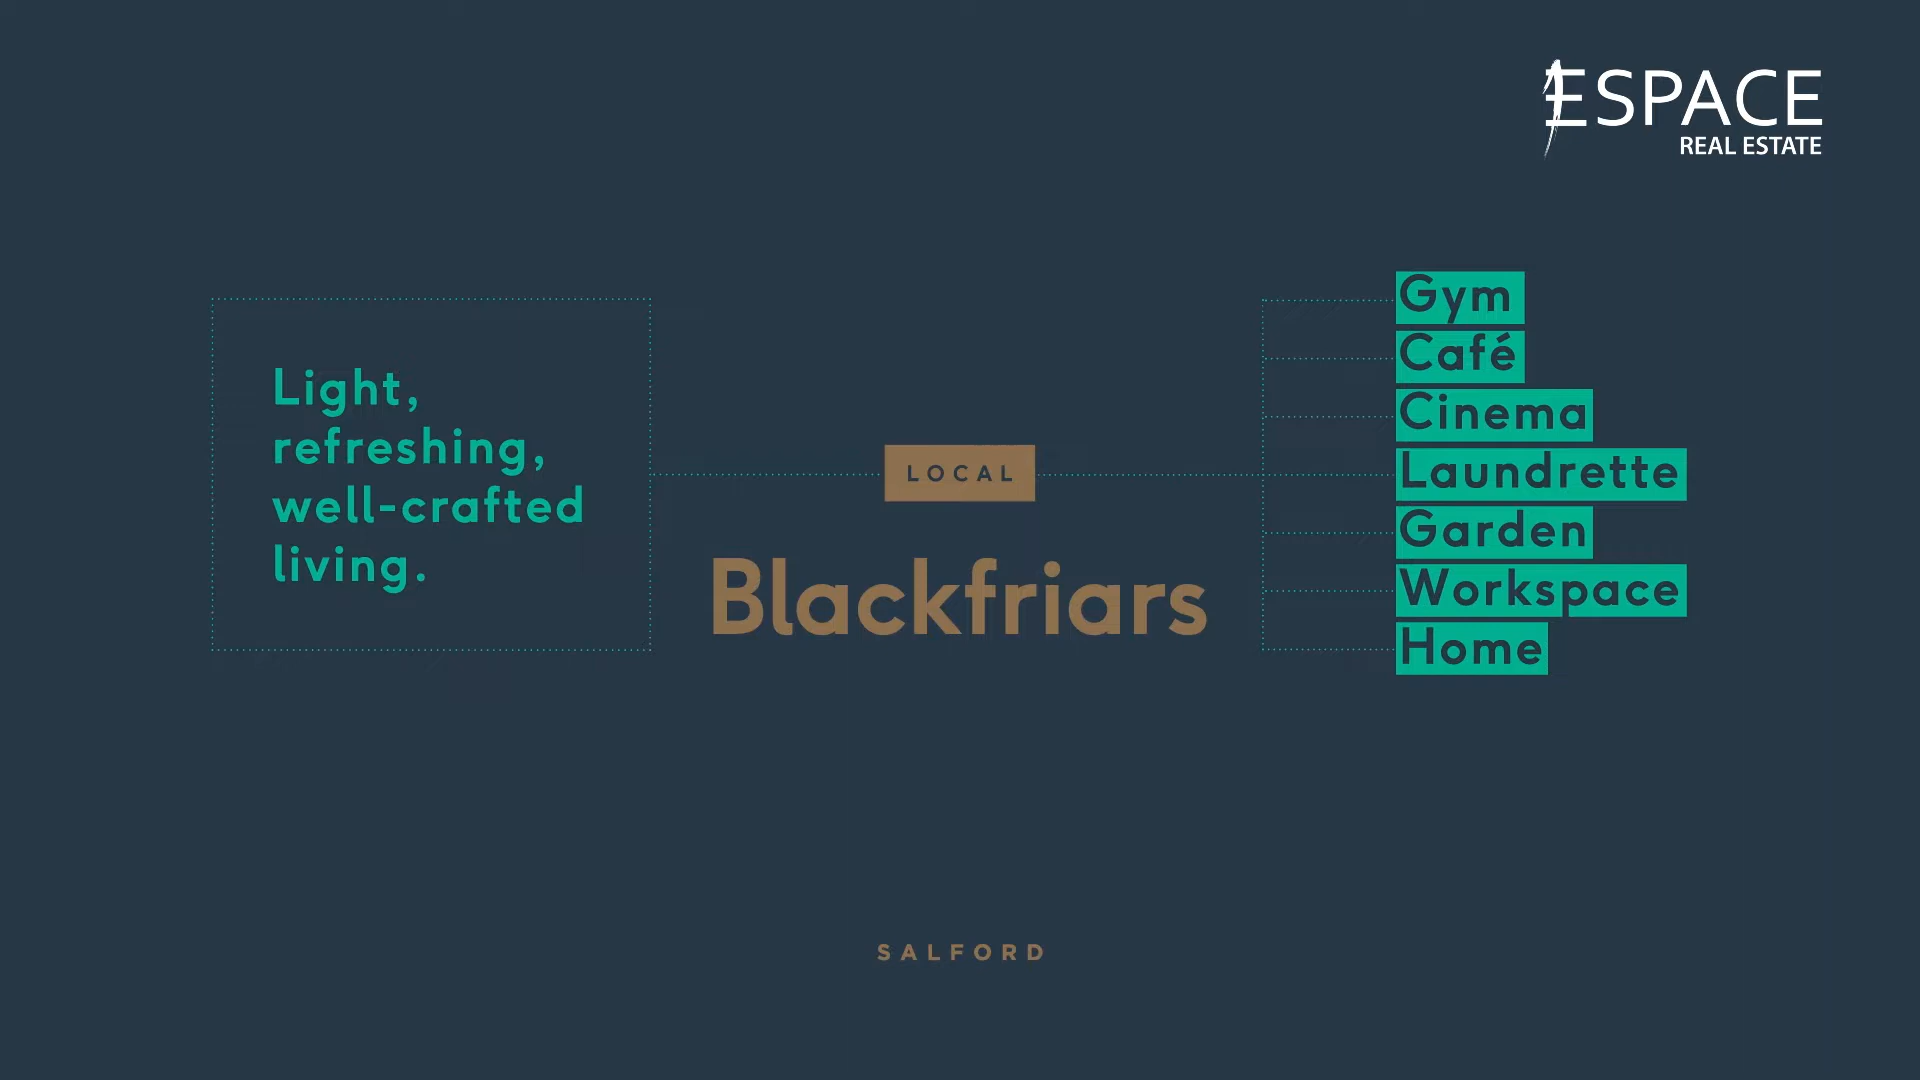 ESPACE
REAL ESTATE
Light,
refreshing,
well-crafted
living.
LOCAL
Blackfriars
Gym
Café
Cinema
Laundrette
Garden
Workspace
Home
SALFORD